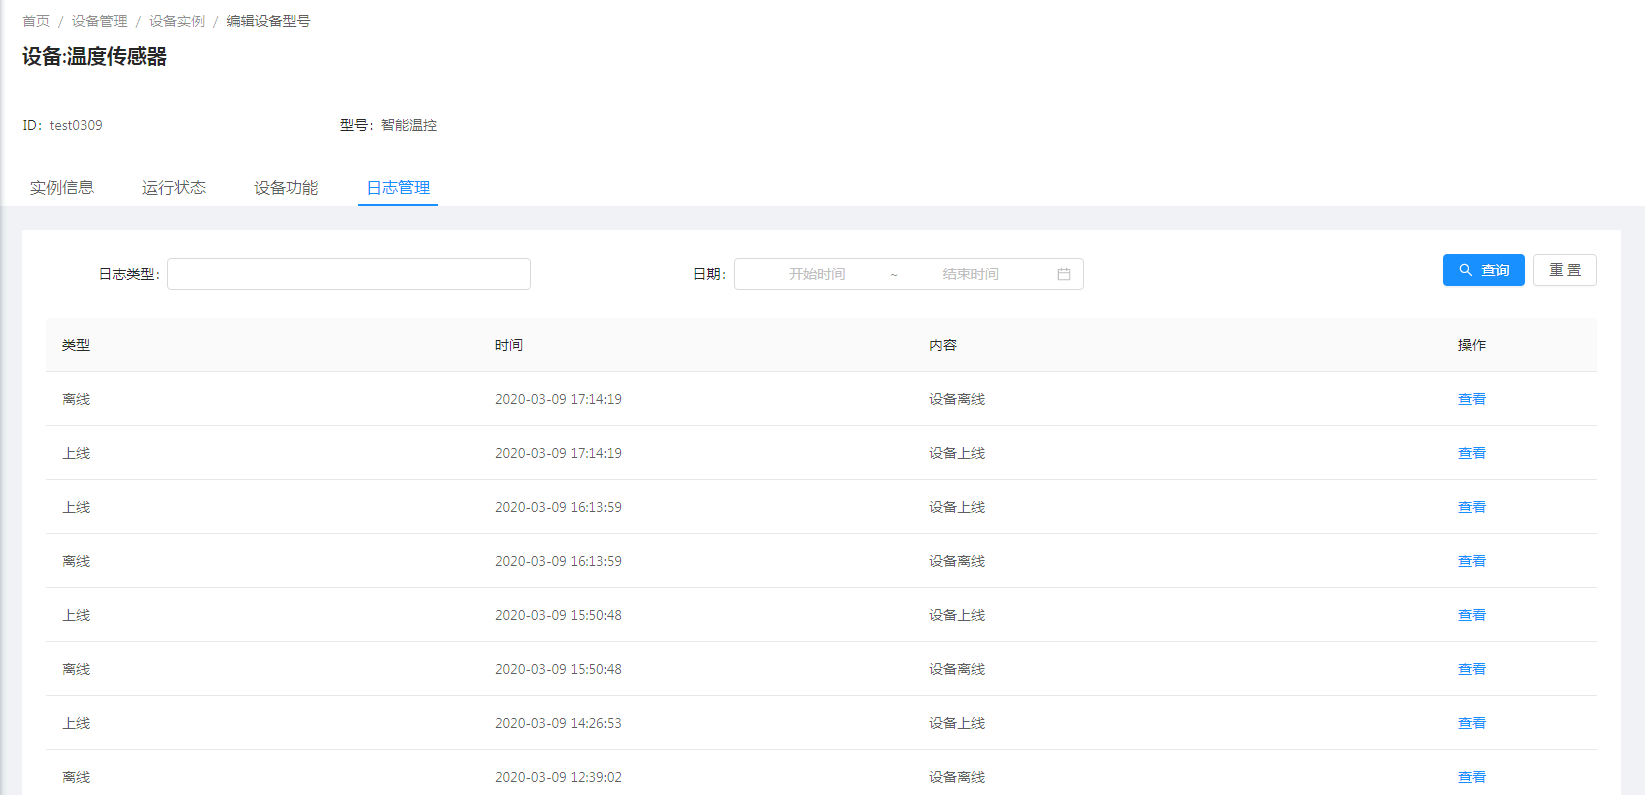 首页 / 设备管理 / 设备实例 / 编辑设备型号
设备:温度传感器
ID: test0309 型号: 智能温控
实例信息 运行状态 设备功能 日志管理
日志类型: 日期: 开始时间 ~ 结束时间 查询 重置
类型 时间 内容 操作
离线 2020-03-09 17:14:19 设备离线 查看
上线 2020-03-09 17:14:19 设备上线 查看
上线 2020-03-09 16:13:59 设备上线 查看
离线 2020-03-09 16:13:59 设备离线 查看
上线 2020-03-09 15:50:48 设备上线 查看
离线 2020-03-09 15:50:48 设备离线 查看
上线 2020-03-09 14:26:53 设备上线 查看
离线 2020-03-09 12:39:02 设备离线 查看